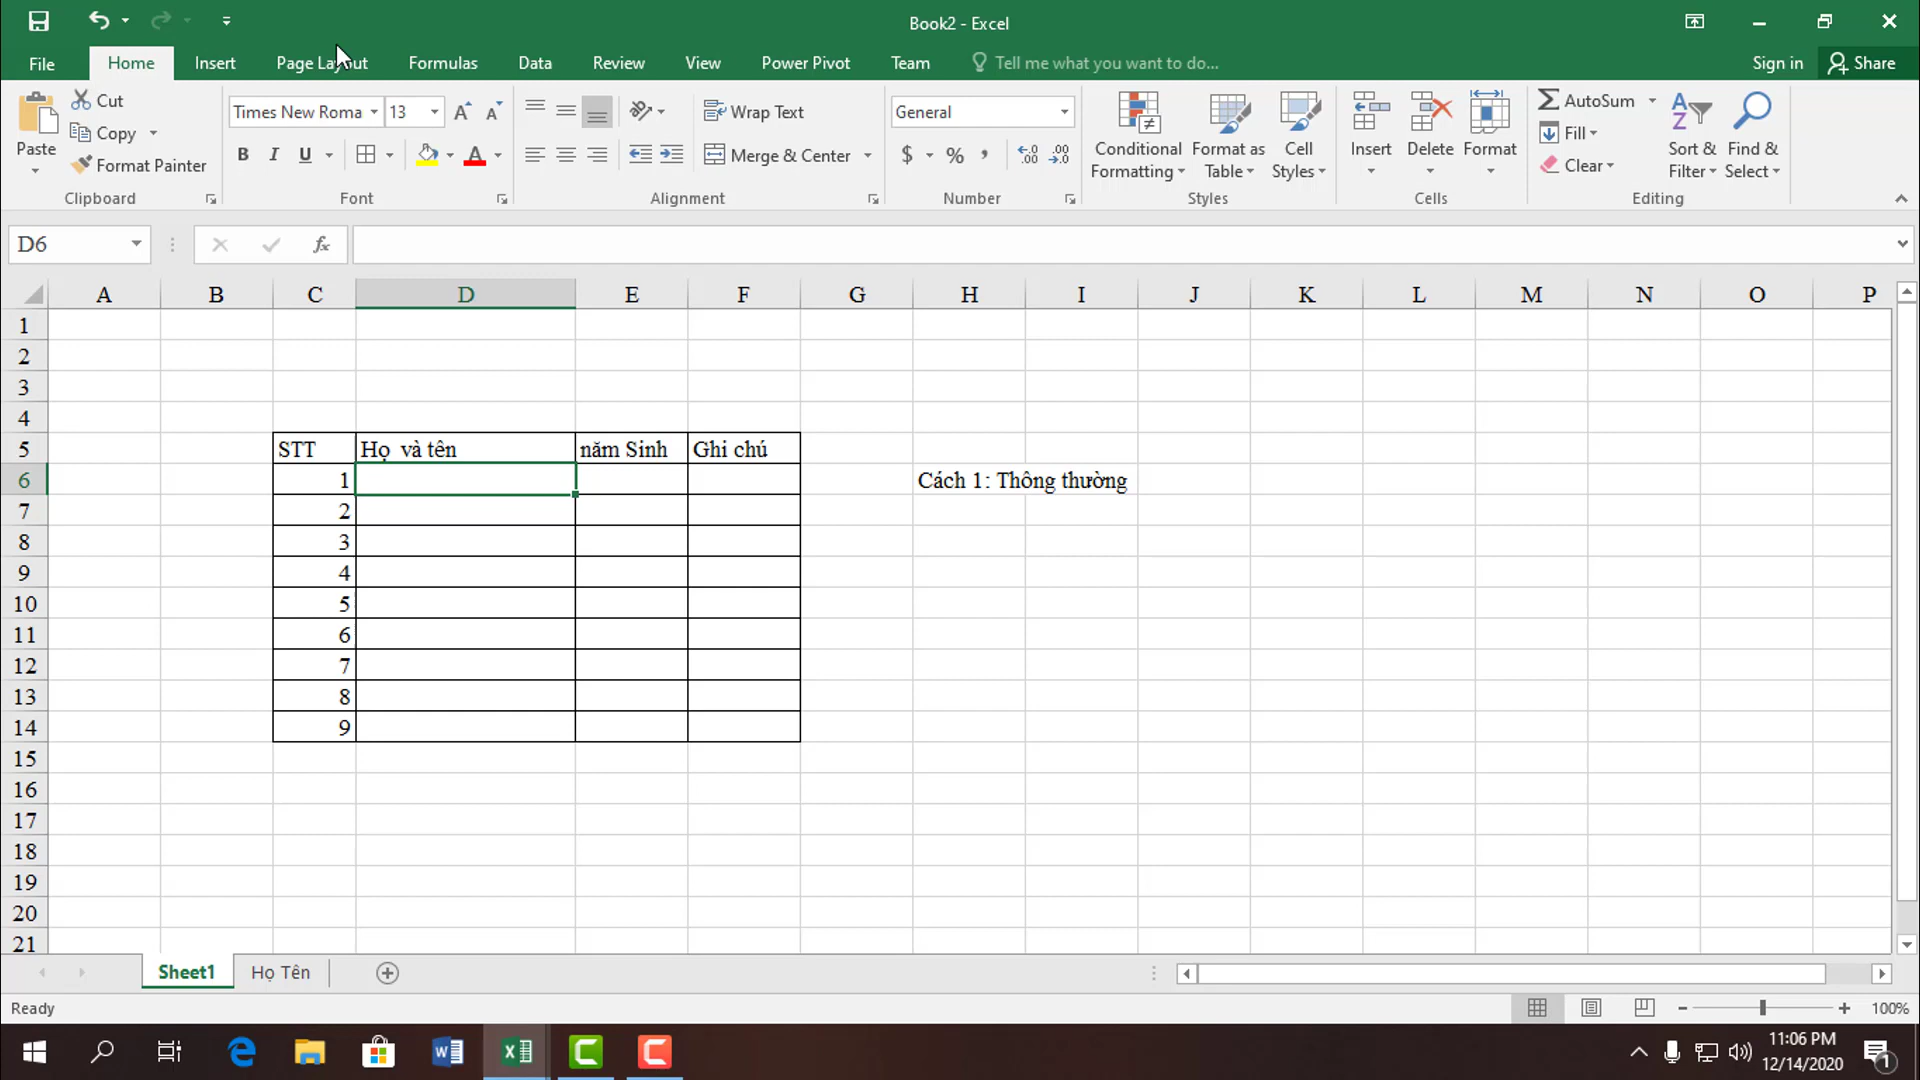 Book2 - Excel
File Home Insert Page Layout Formulas Data Review View Power Pivot Team Tell me what you want to do... Sign in Share
Paste Cut Copy Format Painter Clipboard
Times New Roma 13 B I U Font
Wrap Text Merge & Center Alignment
General $ % , .00 Number
Conditional Formatting Format as Table Cell Styles Styles
Insert Delete Format Cells
AutoSum Fill Clear Sort & Filter Find & Select Editing
D6 fx
A B C D E F G H I J K L M N O P
1
2
3
4
5 STT Họ và tên năm Sinh Ghi chú
6 1 Cách 1: Thông thường
7 2
8 3
9 4
10 5
11 6
12 7
13 8
14 9
15
16
17
18
19
20
21
Sheet1 Họ Tên
Ready 100%
11:06 PM
12/14/2020
1